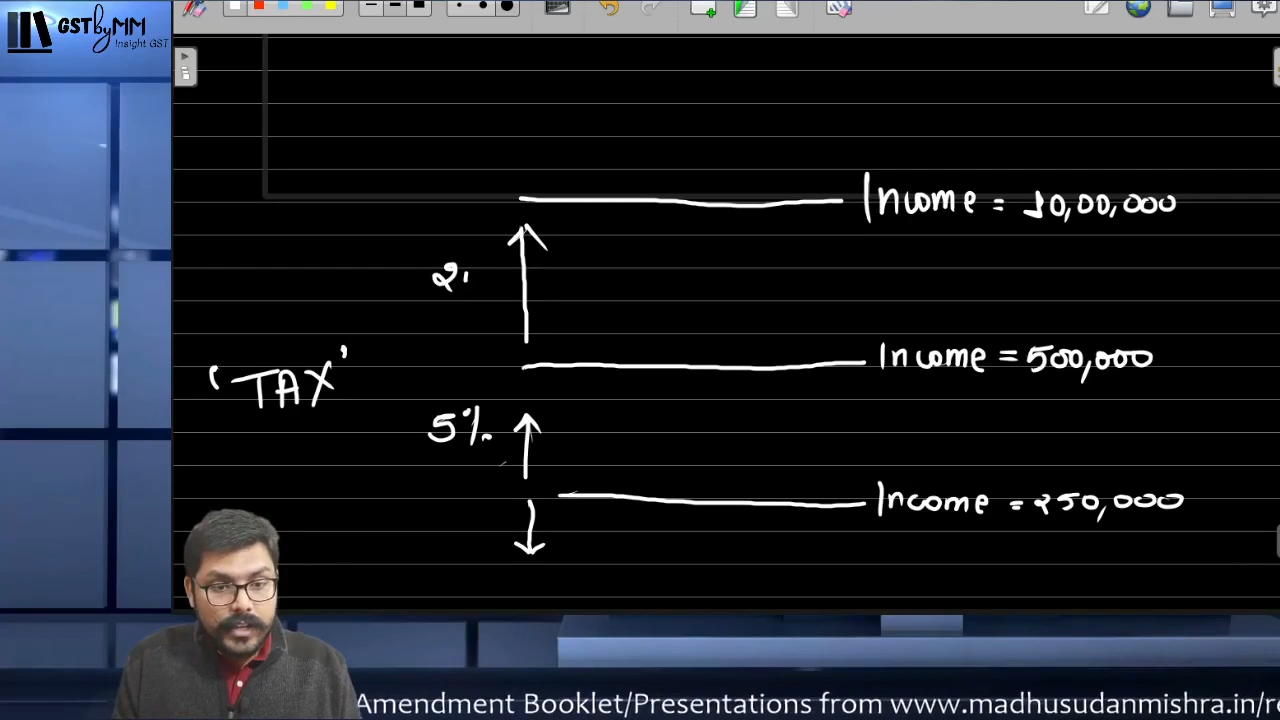 GSTbyMM
Insight GST
Income = 10,00,000
2.
Income = 500,000
'TAX'
5%
Income = 250,000
Amendment Booklet/Presentations from www.madhusudanmishra.in/r